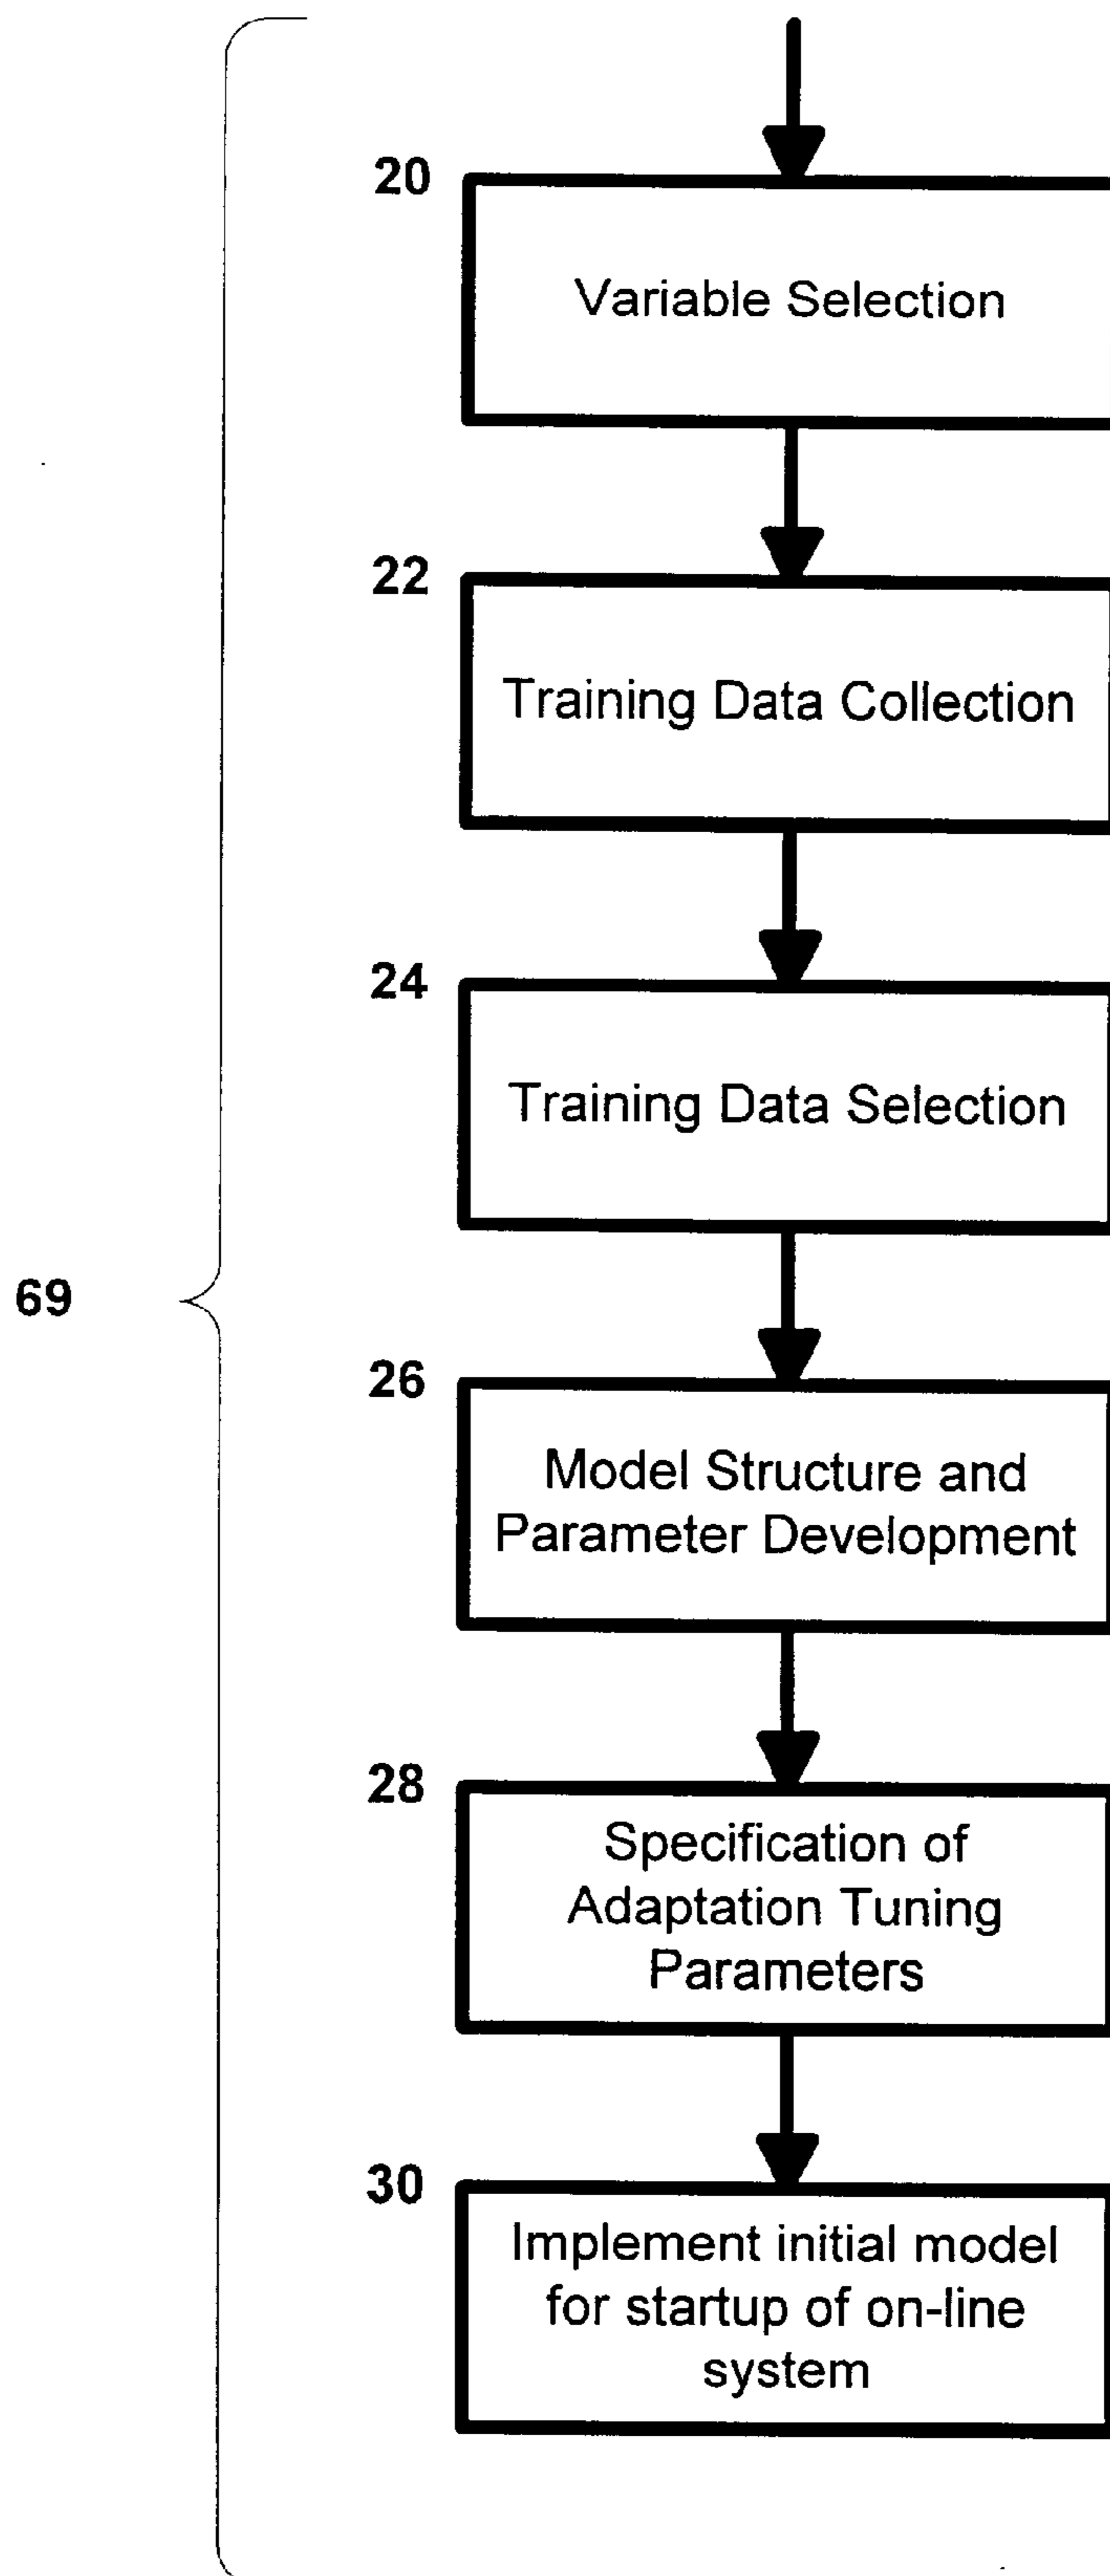 20
Variable Selection
22
Training Data Collection
24
Training Data Selection
69
26
Model Structure and
Parameter Development
28
Specification of
Adaptation Tuning
Parameters
30
Implement initial model
for startup of on-line
system